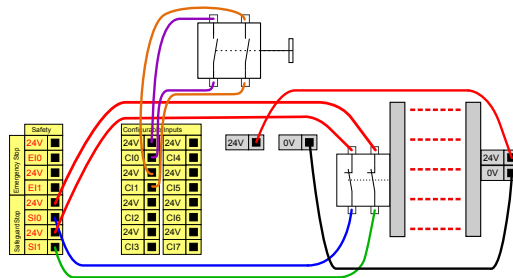 Safety
Emergency Stop
24V
EI0
24V
EI1
Safeguard Stop
24V
SI0
24V
SI1
Configurable Inputs
24V 24V
CI0 CI4
24V 24V
CI1 CI5
24V 24V
CI2 CI6
24V 24V
CI3 CI7
24V
0V
24V
0V